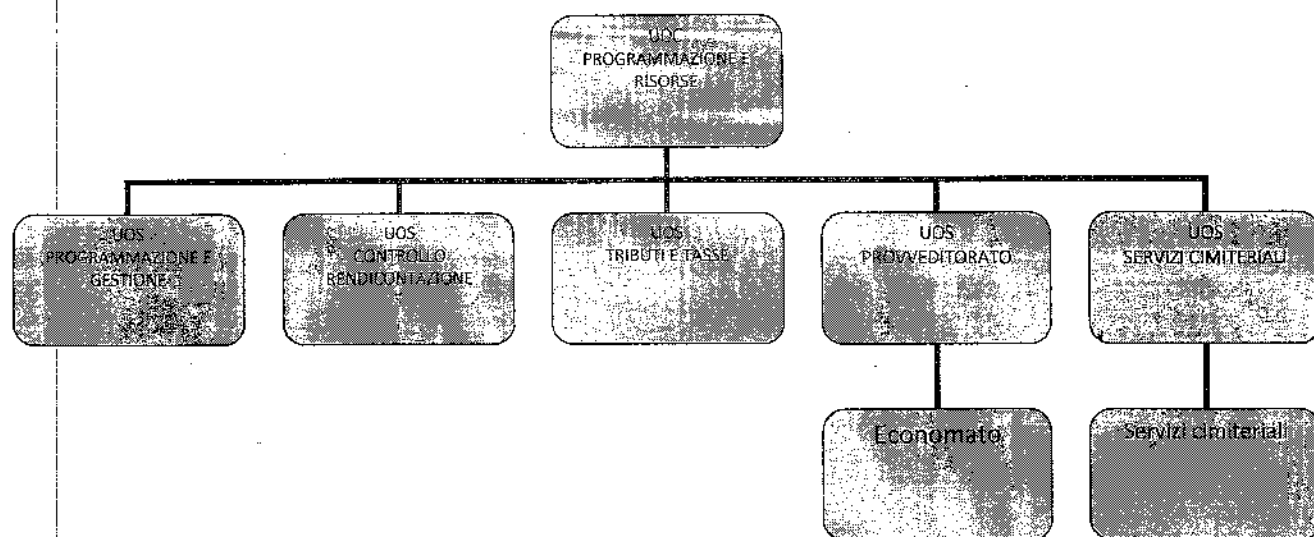 UOC
PROGRAMMAZIONE E
RISORSE
UOS
PROGRAMMAZIONE E
GESTIONE
UOS
CONTROLLO
RENDICONTAZIONE
UOS
TRIBUTI E TASSE
UOS
PROVVEDITORATO
UOS
SERVIZI CIMITERIALI
Economato
Servizi cimiteriali